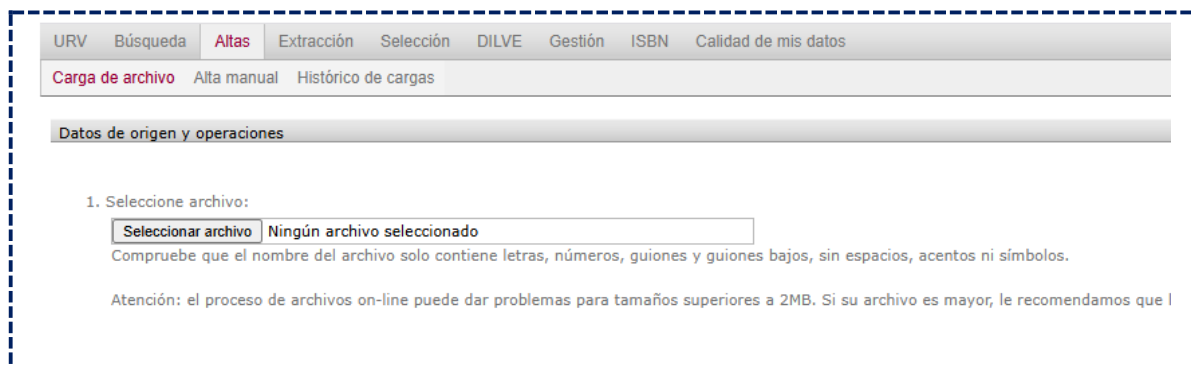 URV Búsqueda Altas Extracción Selección DILVE Gestión ISBN Calidad de mis datos
Carga de archivo Alta manual Histórico de cargas
Datos de origen y operaciones
1. Seleccione archivo:
Seleccionar archivo Ningún archivo seleccionado
Compruebe que el nombre del archivo solo contiene letras, números, guiones y guiones bajos, sin espacios, acentos ni símbolos.
Atención: el proceso de archivos on-line puede dar problemas para tamaños superiores a 2MB. Si su archivo es mayor, le recomendamos que